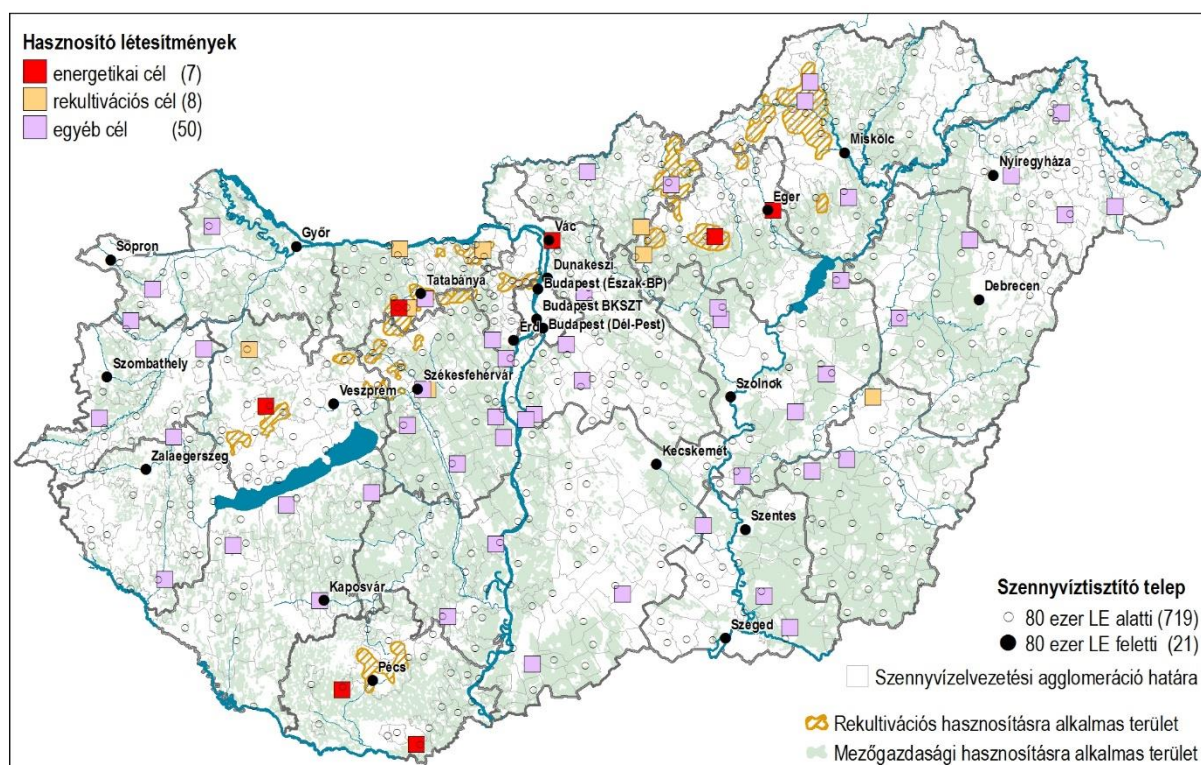 Hasznosító létesítmények
energetikai cél (7)
rekultivációs cél (8)
egyéb cél (50)
Miskolc
Nyíregyháza
Eger
Vác
Győr
Sopron
Dunakeszi
Tatabánya
Budapest (Észak-BP)
Debrecen
Budapest BKSZT
Budapest (Dél-Pest)
Érd
Szombathely
Székesfehérvár
Veszprém
Szolnok
Zalaegerszeg
Kecskemét
Szentes
Kaposvár
Szeged
Pécs
Szennyvíztisztító telep
80 ezer LE alatti (719)
80 ezer LE feletti (21)
Szennyvízelvezetési agglomeráció határa
Rekultivációs hasznosításra alkalmas terület
Mezőgazdasági hasznosításra alkalmas terület